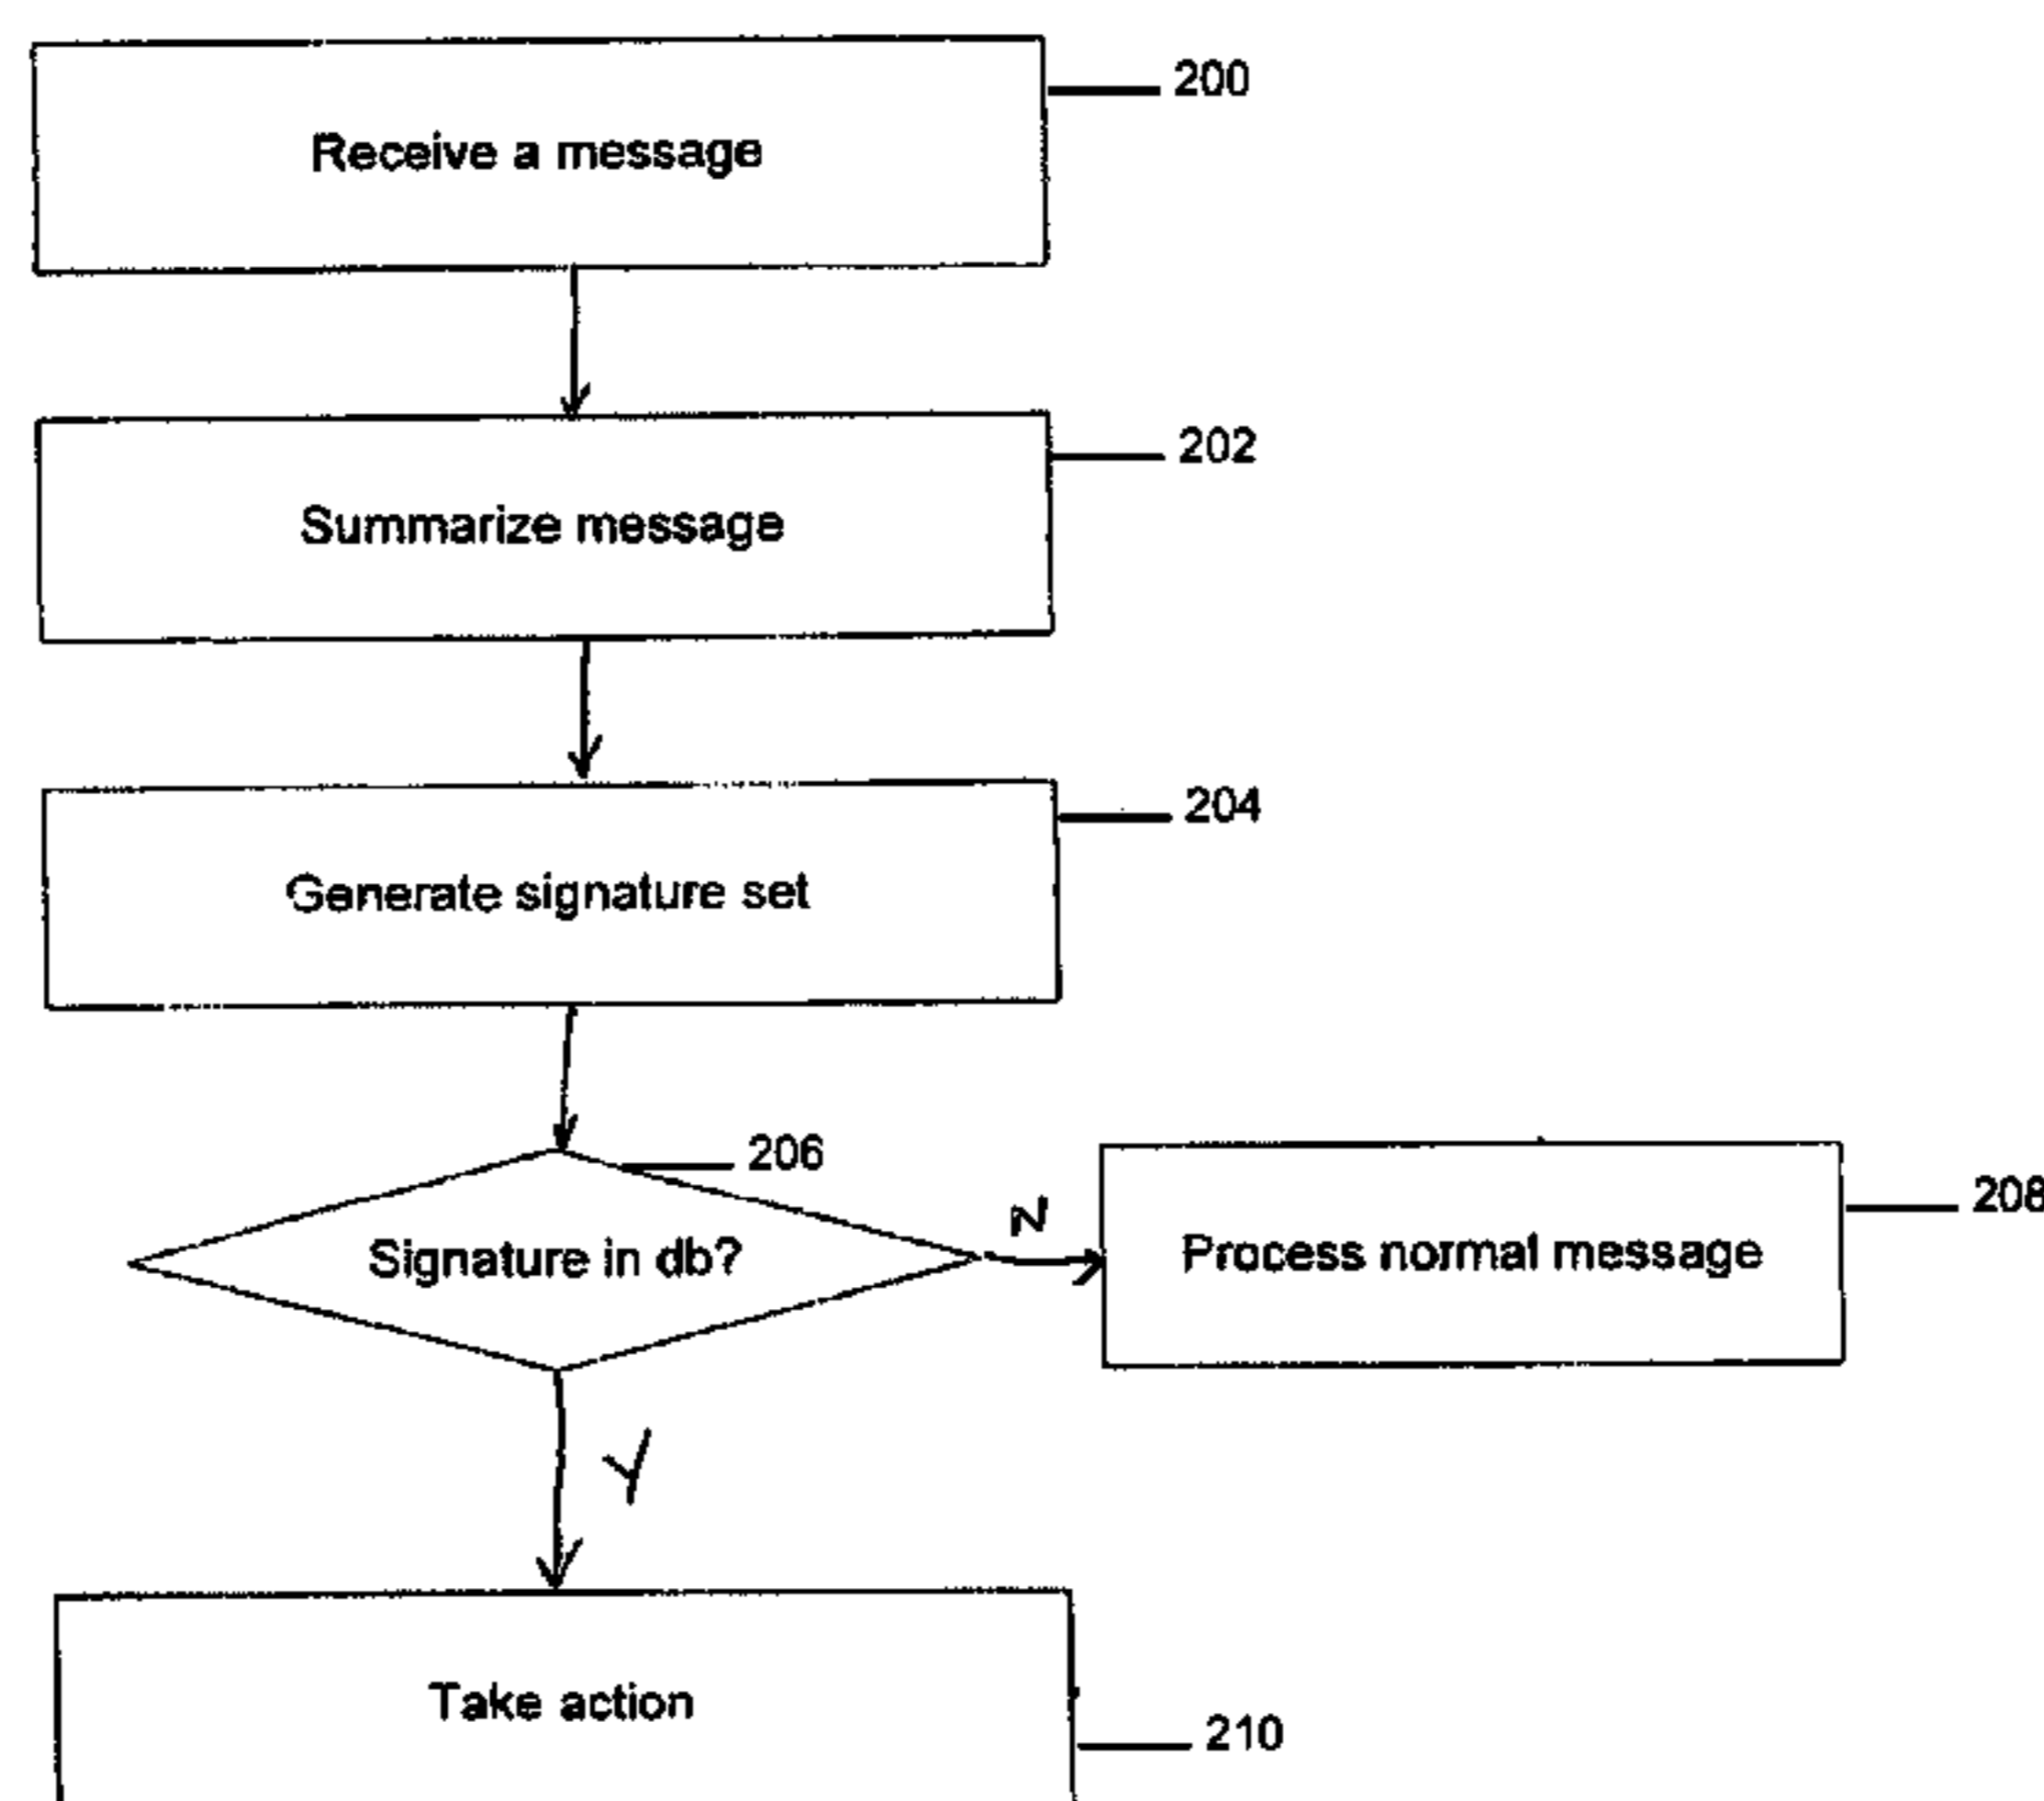 200
Receive a message
202
Summarize message
204
Generate signature set
206
Signature in db?
N
Process normal message
208
Y
Take action
210